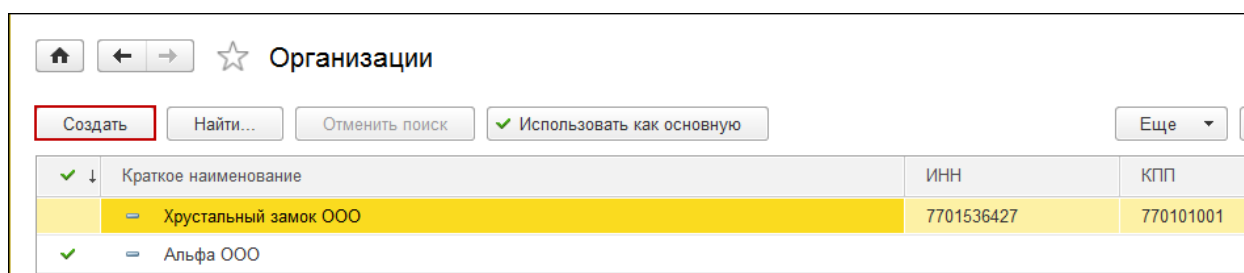 Организации
Создать Найти... Отменить поиск Использовать как основную Еще
Краткое наименование ИНН КПП
Хрустальный замок ООО 7701536427 770101001
Альфа ООО